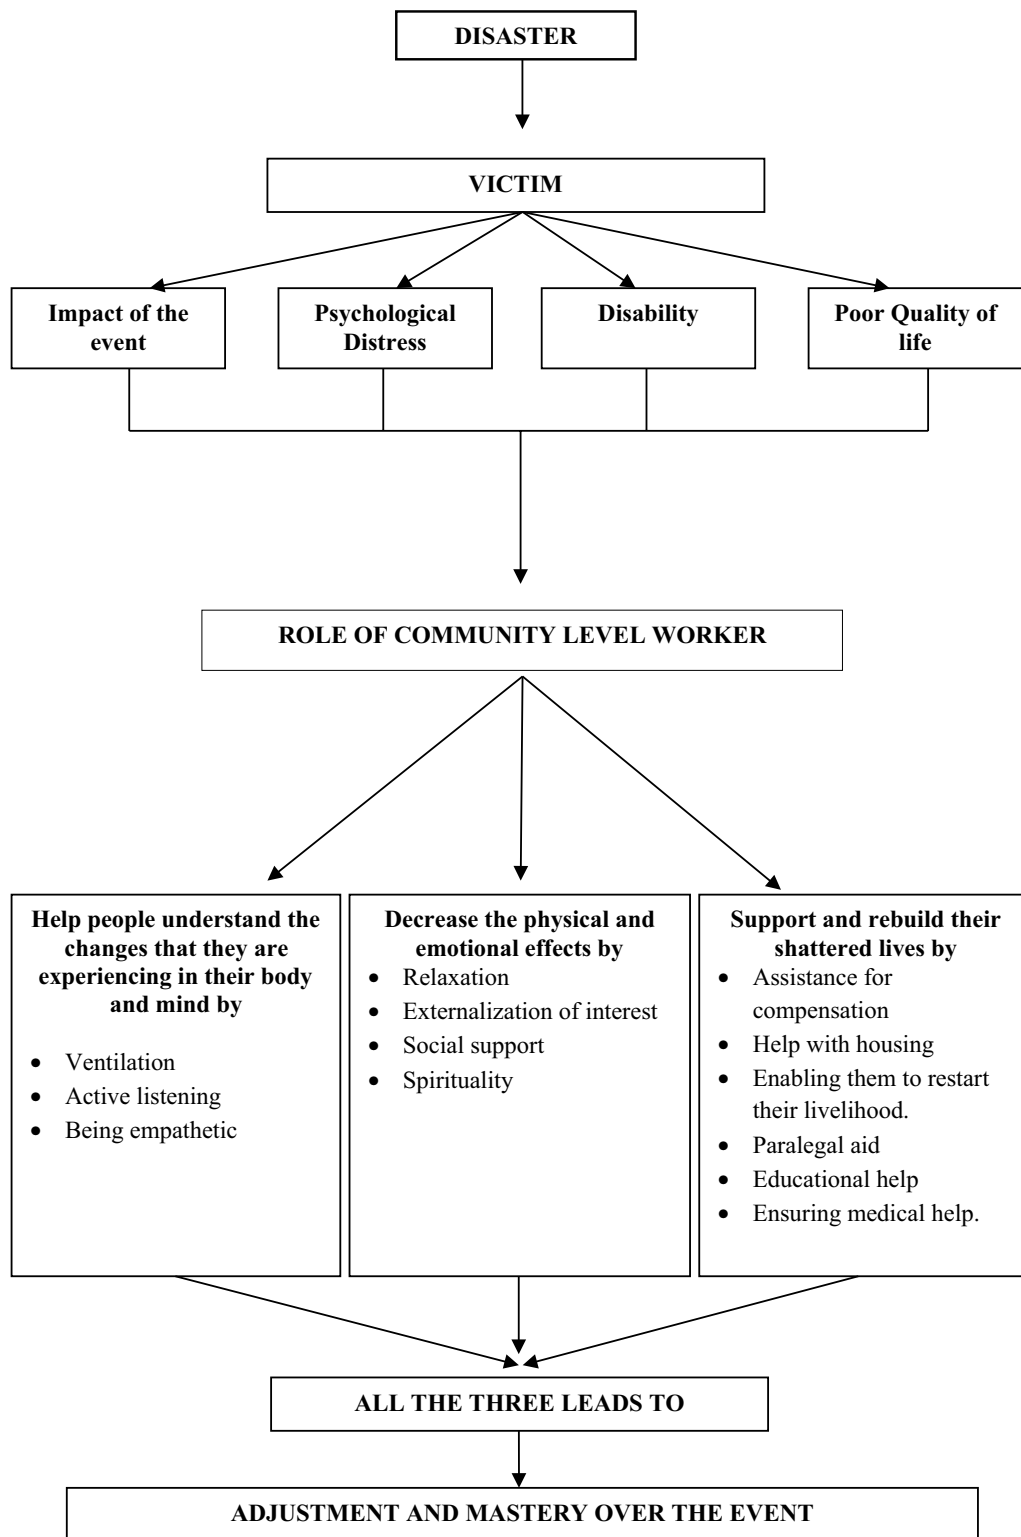 DISASTER
VICTIM
Impact of the
event
Psychological
Distress
Disability
Poor Quality of
life
ROLE OF COMMUNITY LEVEL WORKER
Help people understand the
changes that they are
experiencing in their body
and mind by
• Ventilation
• Active listening
• Being empathetic
Decrease the physical and
emotional effects by
• Relaxation
• Externalization of interest
• Social support
• Spirituality
Support and rebuild their
shattered lives by
• Assistance for
compensation
• Help with housing
• Enabling them to restart
their livelihood.
• Paralegal aid
• Educational help
• Ensuring medical help.
ALL THE THREE LEADS TO
ADJUSTMENT AND MASTERY OVER THE EVENT